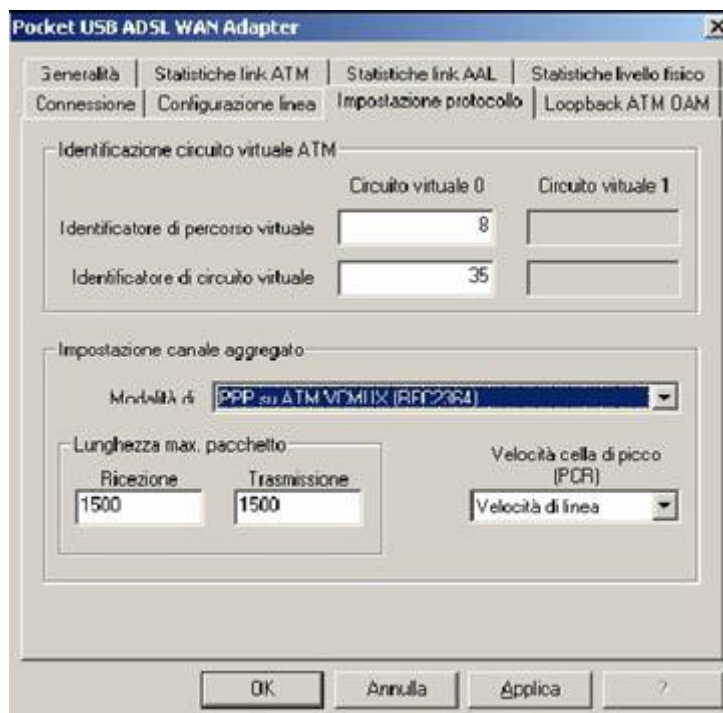 Pocket USB ADSL WAN Adapter
Generalità Statistiche link ATM Statistiche link AAL Statistiche livello fisico
Connessione Configurazione linea Impostazione protocollo Loopback ATM OAM
Identificazione circuito virtuale ATM
Circuito virtuale 0 Circuito virtuale 1
Identificatore di percorso virtuale 8
Identificatore di circuito virtuale 35
Impostazione canale aggregato
Modalità di PPP su ATM VCMUX (RFC2364)
Lunghezza max. pacchetto
Velocità cella di picco
(PCR)
Ricezione Trasmissione
1500 1500 Velocità di linea
OK Annulla Applica ?